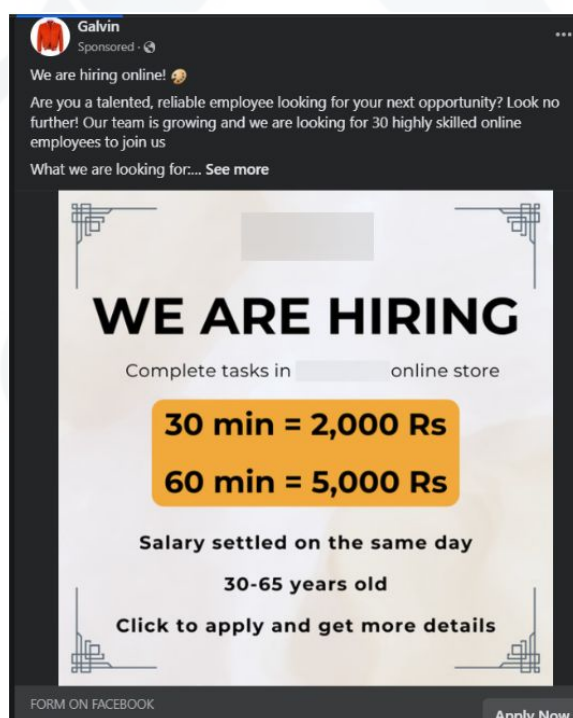 Galvin
Sponsored ·
We are hiring online!
Are you a talented, reliable employee looking for your next opportunity? Look no
further! Our team is growing and we are looking for 30 highly skilled online
employees to join us
What we are looking for:... See more
WE ARE HIRING
Complete tasks in online store
30 min = 2,000 Rs
60 min = 5,000 Rs
Salary settled on the same day
30-65 years old
Click to apply and get more details
FORM ON FACEBOOK
Apply Now